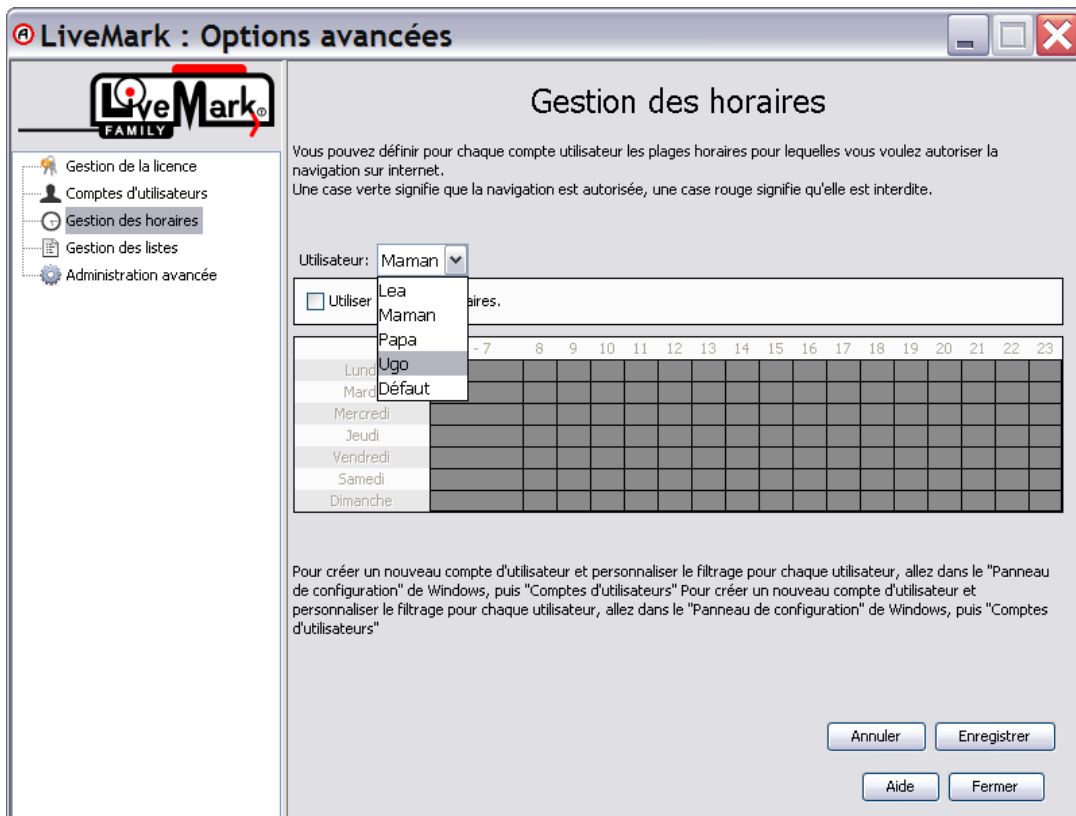 LiveMark : Options avancées
LiveMark
FAMILY
Gestion de la licence
Comptes d'utilisateurs
Gestion des horaires
Gestion des listes
Administration avancée
Gestion des horaires
Vous pouvez définir pour chaque compte utilisateur les plages horaires pour lequelles vous voulez autoriser la
navigation sur internet.
Une case verte signifie que la navigation est autorisée, une case rouge signifie qu'elle est interdite.
Utilisateur: Maman
Lea
Maman
Papa
Ugo
Défaut
Utiliser aires.
- 7 8 9 10 11 12 13 14 15 16 17 18 19 20 21 22 23
Lund
Mard
Mercredi
Jeudi
Vendredi
Samedi
Dimanche
Pour créer un nouveau compte d'utilisateur et personnaliser le filtrage pour chaque utilisateur, allez dans le "Panneau
de configuration" de Windows, puis "Comptes d'utilisateurs" Pour créer un nouveau compte d'utilisateur et
personnaliser le filtrage pour chaque utilisateur, allez dans le "Panneau de configuration" de Windows, puis "Comptes
d'utilisateurs"
Annuler Enregistrer
Aide Fermer